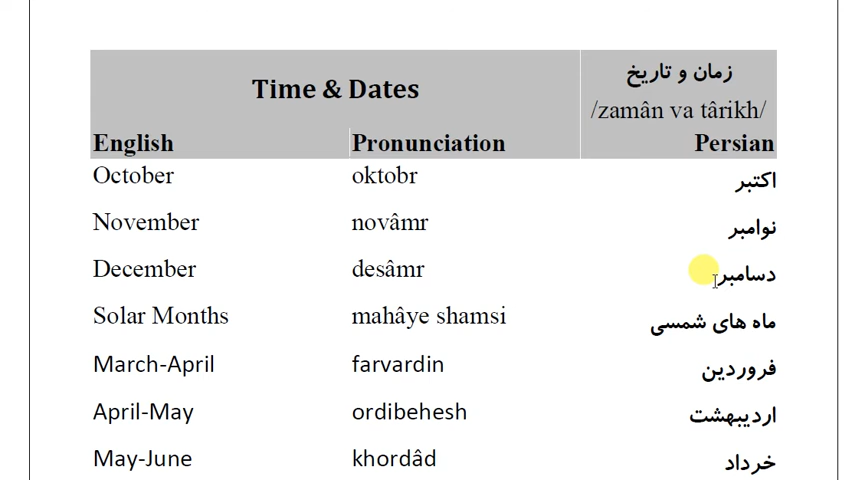 Time & Dates زمان و تاریخ
/zamân va târikh/
English Pronunciation Persian
October oktobr اکتبر
November novâmr نوامبر
December desâmr دسامبر
Solar Months mahâye shamsi ماه های شمسی
March-April farvardin فروردین
April-May ordibehesh اردیبهشت
May-June khordâd خرداد